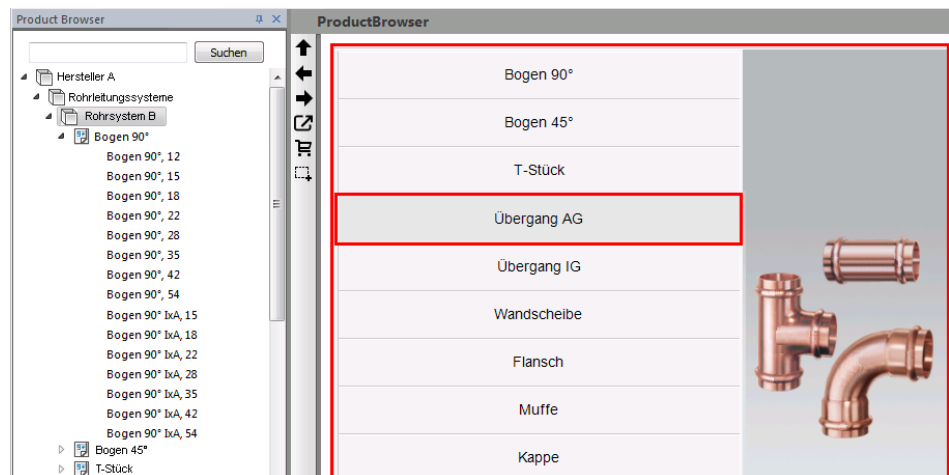 Product Browser
Suchen
Hersteller A
Rohrleitungssysteme
Rohrsystem B
Bogen 90°
Bogen 90°, 12
Bogen 90°, 15
Bogen 90°, 18
Bogen 90°, 22
Bogen 90°, 28
Bogen 90°, 35
Bogen 90°, 42
Bogen 90°, 54
Bogen 90° IxA, 15
Bogen 90° IxA, 18
Bogen 90° IxA, 22
Bogen 90° IxA, 28
Bogen 90° IxA, 35
Bogen 90° IxA, 42
Bogen 90° IxA, 54
Bogen 45°
T-Stück
ProductBrowser
Bogen 90°
Bogen 45°
T-Stück
Übergang AG
Übergang IG
Wandscheibe
Flansch
Muffe
Kappe